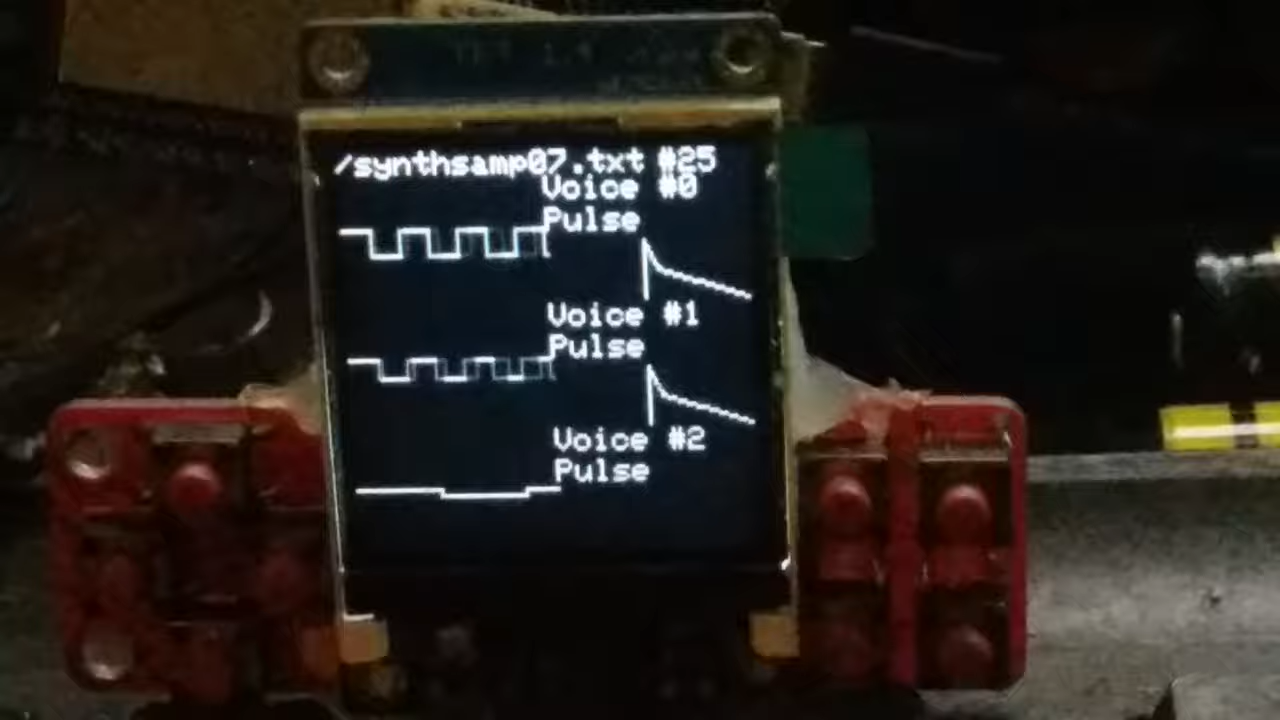 /synthsamp07.txt #25
Voice #0
Pulse
Voice #1
Pulse
Voice #2
Pulse